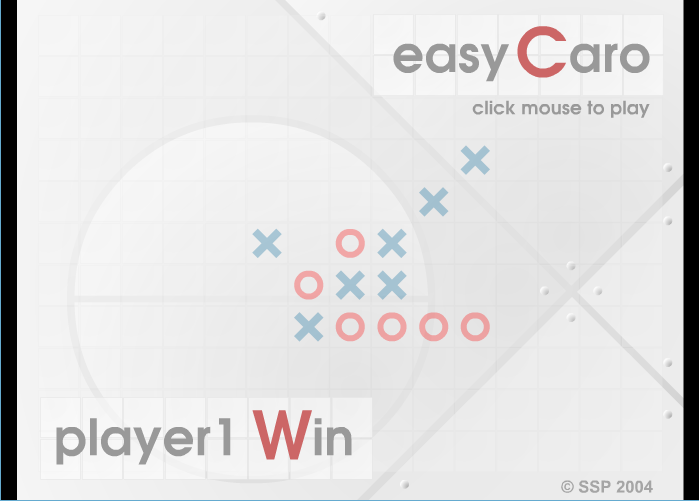 easy Caro
click mouse to play
player1 Win
© SSP 2004